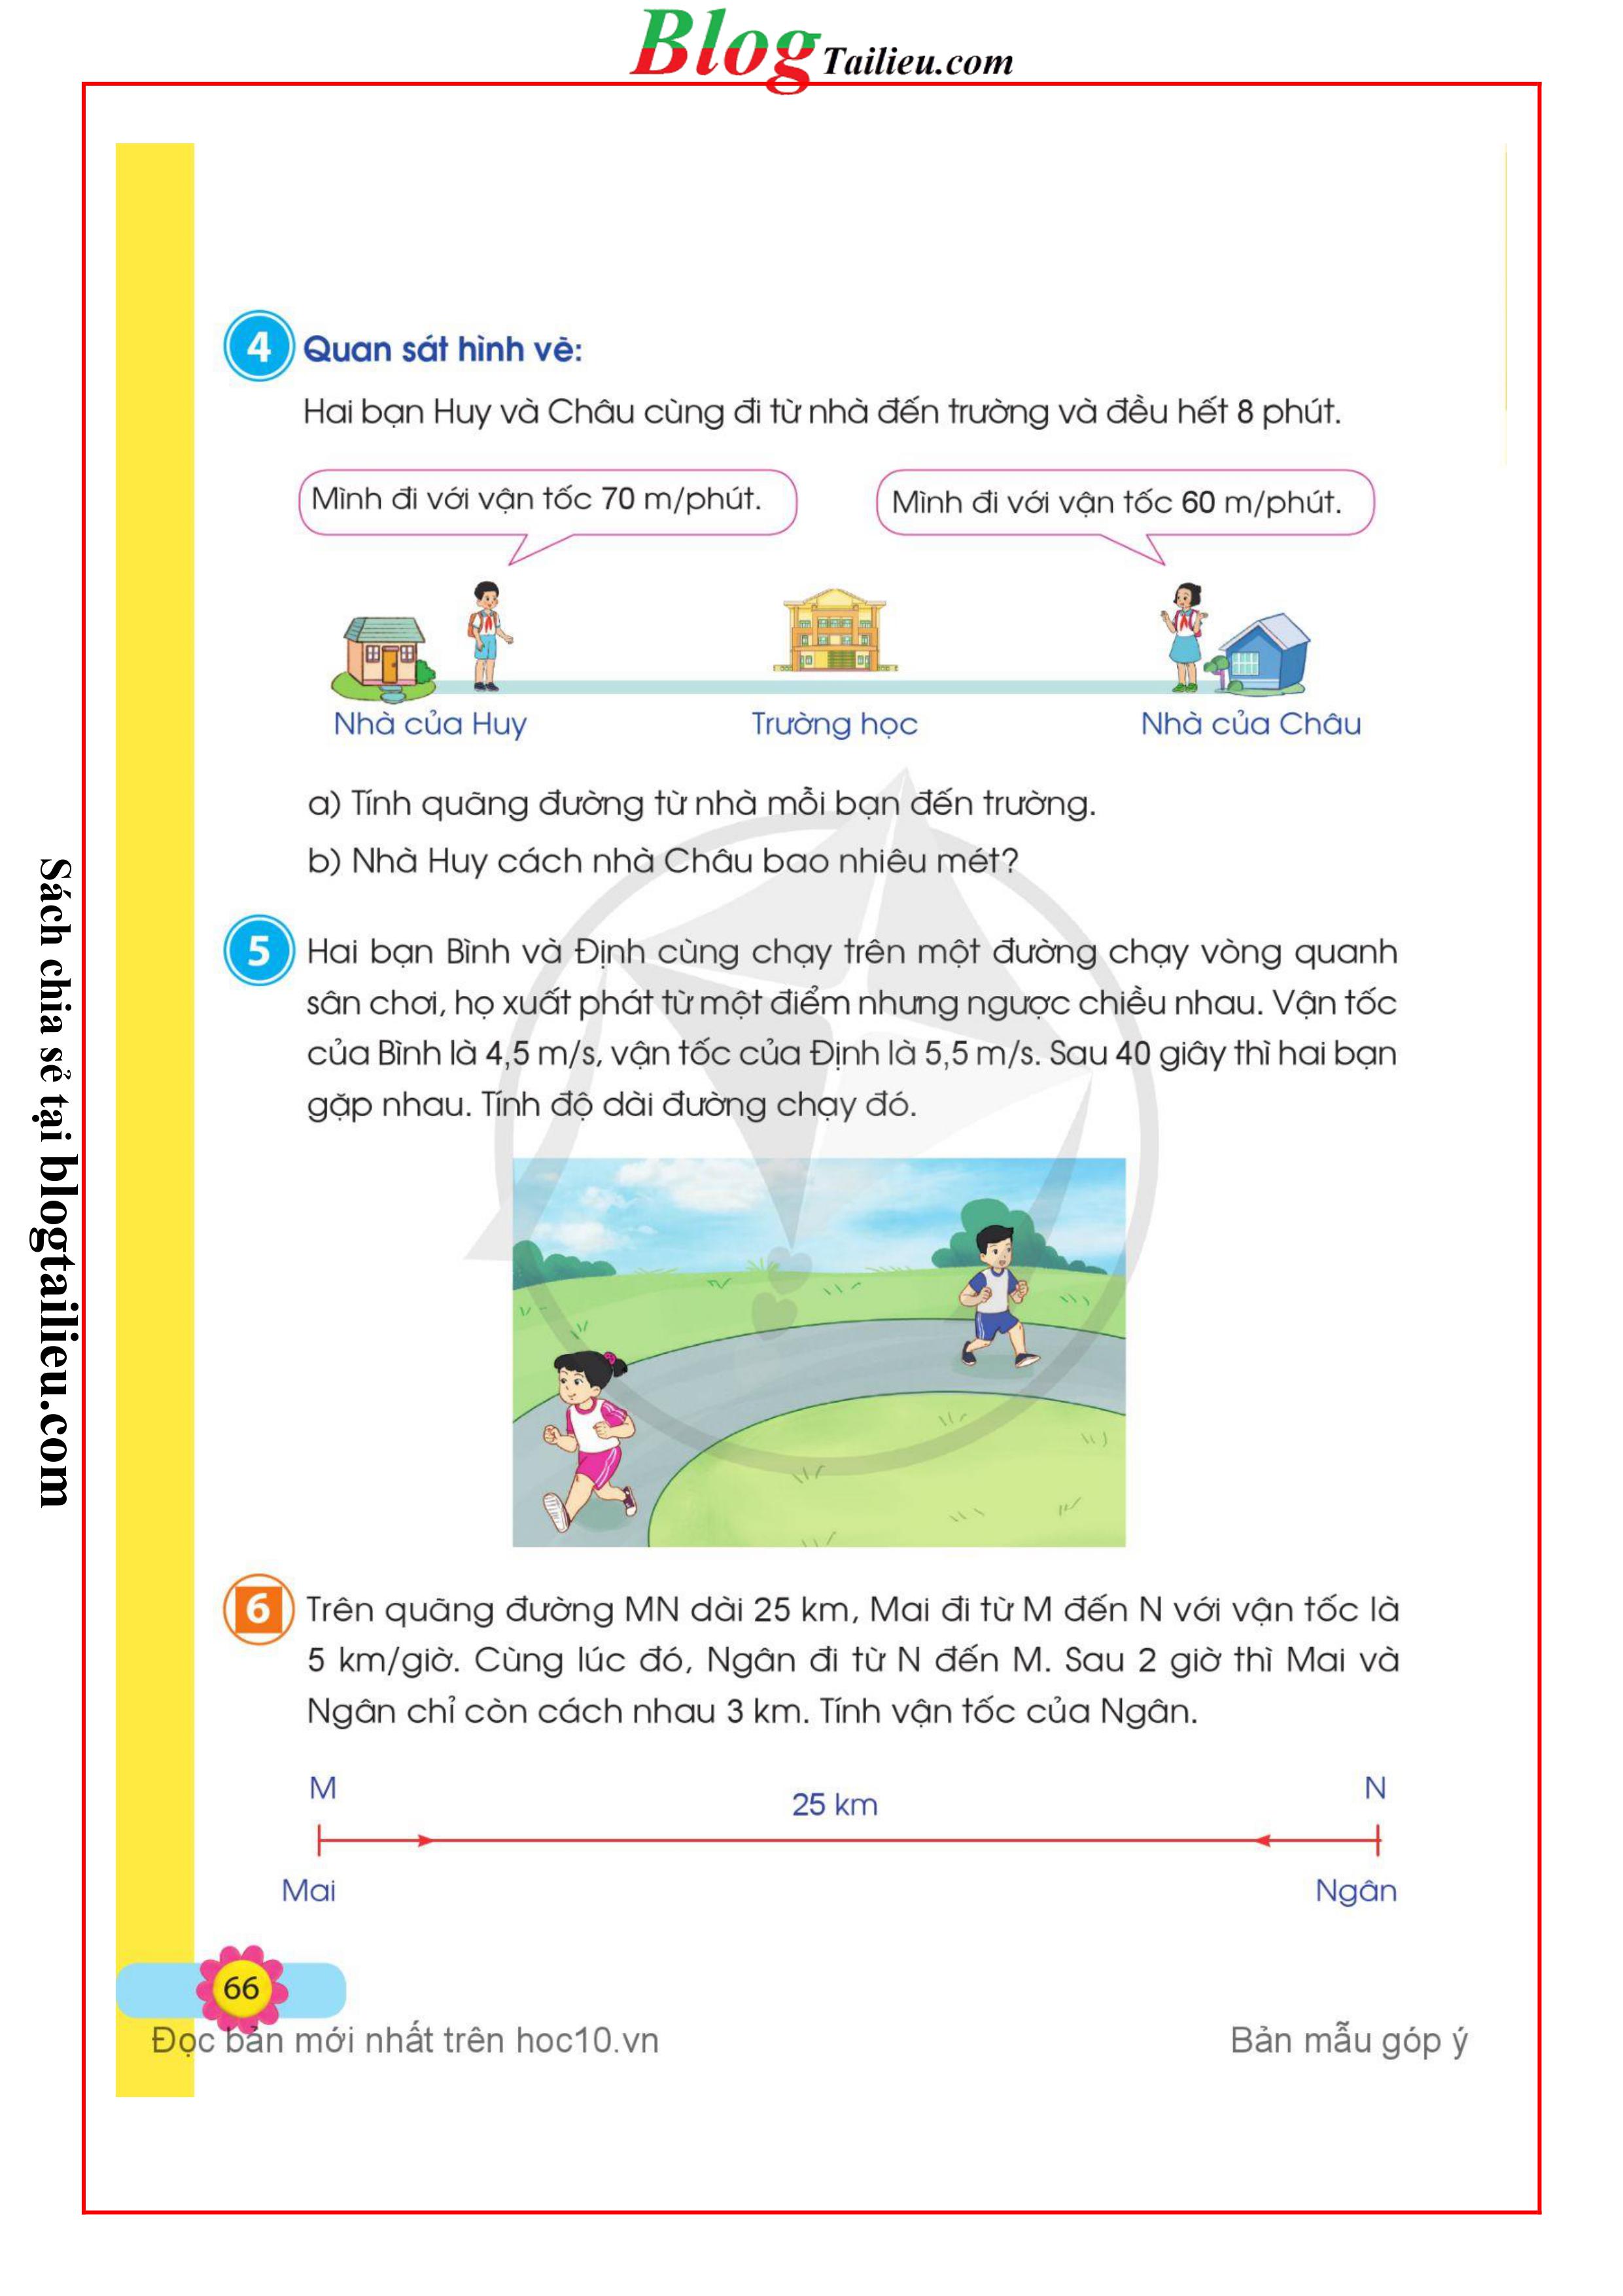 Blog Tailieu.com
4 Quan sát hình vẽ:
Hai bạn Huy và Châu cùng đi từ nhà đến trường và đều hết 8 phút.
Mình đi với vận tốc 70 m/phút.
Mình đi với vận tốc 60 m/phút.
Nhà của Huy
Trường học
Nhà của Châu
a) Tính quãng đường từ nhà mỗi bạn đến trường.
b) Nhà Huy cách nhà Châu bao nhiêu mét?
5 Hai bạn Bình và Định cùng chạy trên một đường chạy vòng quanh
sân chơi, họ xuất phát từ một điểm nhưng ngược chiều nhau. Vận tốc
của Bình là 4,5 m/s, vận tốc của Định là 5,5 m/s. Sau 40 giây thì hai bạn
gặp nhau. Tính độ dài đường chạy đó.
6 Trên quãng đường MN dài 25 km, Mai đi từ M đến N với vận tốc là
5 km/giờ. Cùng lúc đó, Ngân đi từ N đến M. Sau 2 giờ thì Mai và
Ngân chỉ còn cách nhau 3 km. Tính vận tốc của Ngân.
M
25 km
N
Mai
Ngân
66
Đọc bản mới nhất trên hoc10.vn
Bản mẫu góp ý
Sách chia sẻ tại blogtailieu.com